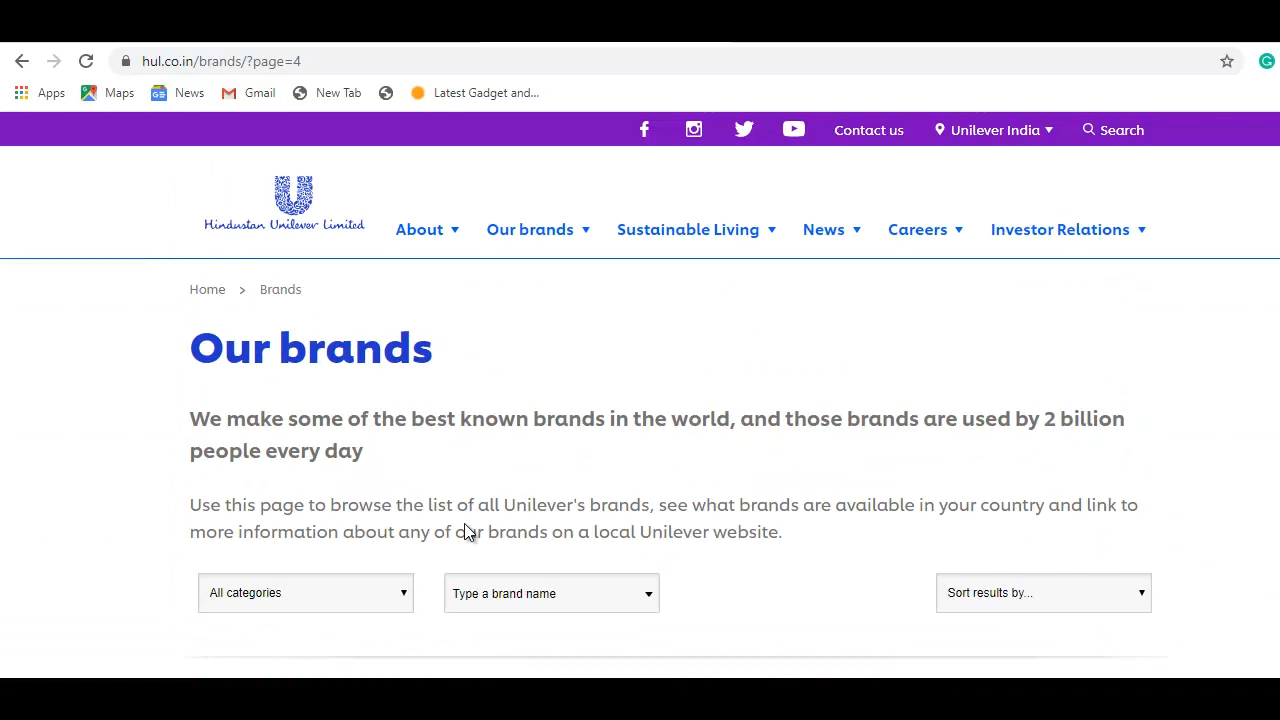 hul.co.in/brands/?page=4
Apps Maps News Gmail New Tab Latest Gadget and...
Contact us Unilever India Search
Hindustan Unilever Limited
About Our brands Sustainable Living News Careers Investor Relations
Home > Brands
Our brands
We make some of the best known brands in the world, and those brands are used by 2 billion
people every day
Use this page to browse the list of all Unilever's brands, see what brands are available in your country and link to
more information about any of our brands on a local Unilever website.
All categories Type a brand name Sort results by...